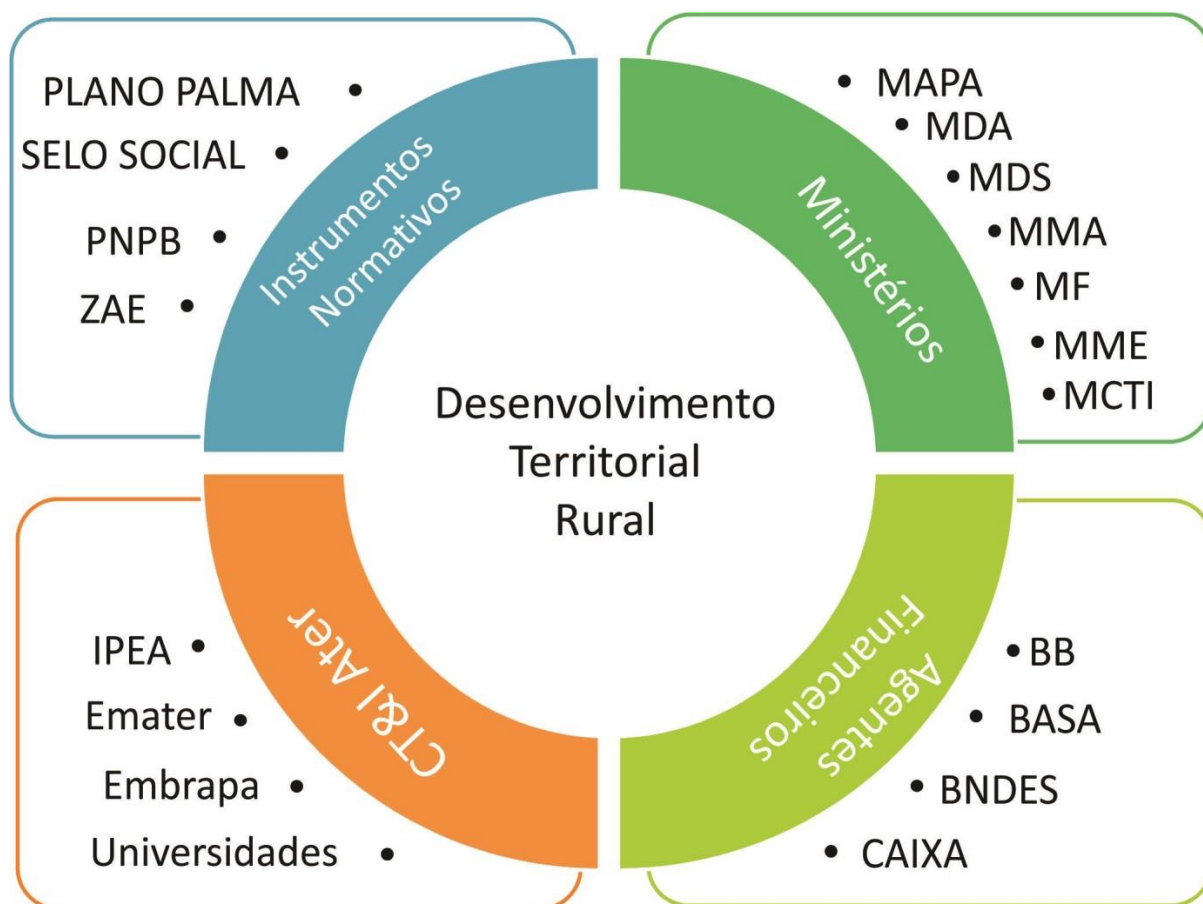 PLANO PALMA •
SELO SOCIAL •
PNPB •
ZAE •
Instrumentos
Normativos
• MAPA
• MDA
• MDS
• MMA
• MF
• MME
• MCTI
Ministérios
Desenvolvimento
Territorial
Rural
IPEA •
Emater •
Embrapa •
Universidades •
CT&I Ater
• BB
• BASA
• BNDES
• CAIXA
Agentes
Financeiros